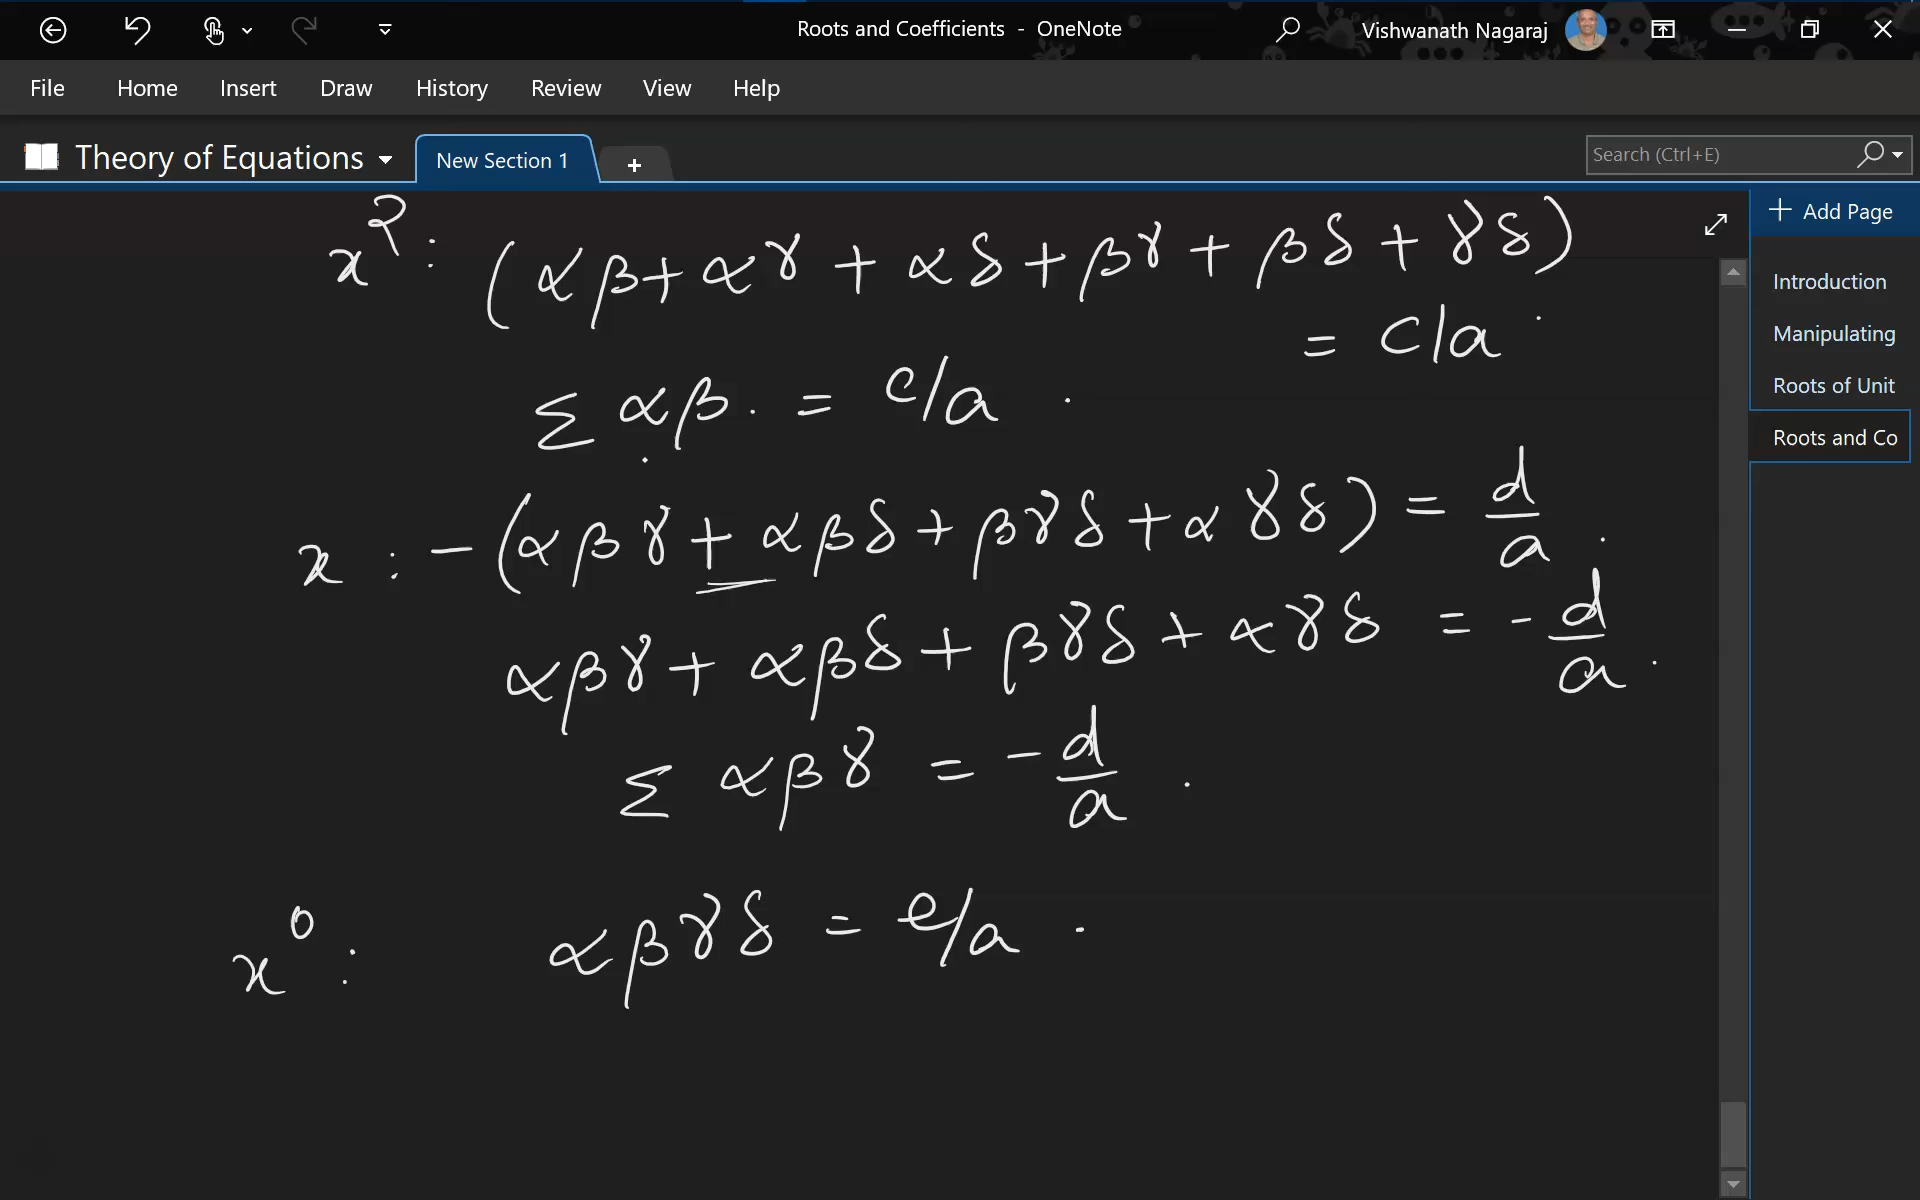 Roots and Coefficients - OneNote
Vishwanath Nagaraj
File Home Insert Draw History Review View Help
Theory of Equations
New Section 1
+
Search (Ctrl+E)
+ Add Page
Introduction
Manipulating
Roots of Unit
Roots and Co
x² : (αβ + αγ + αδ + βγ + βδ + γδ)
= c/a .
Σ αβ . = c/a .
x : - (αβγ + αβδ + βγδ + αγδ) = d/a .
αβγ + αβδ + βγδ + αγδ = - d/a .
Σ αβγ = - d/a .
x⁰ : αβγδ = e/a .